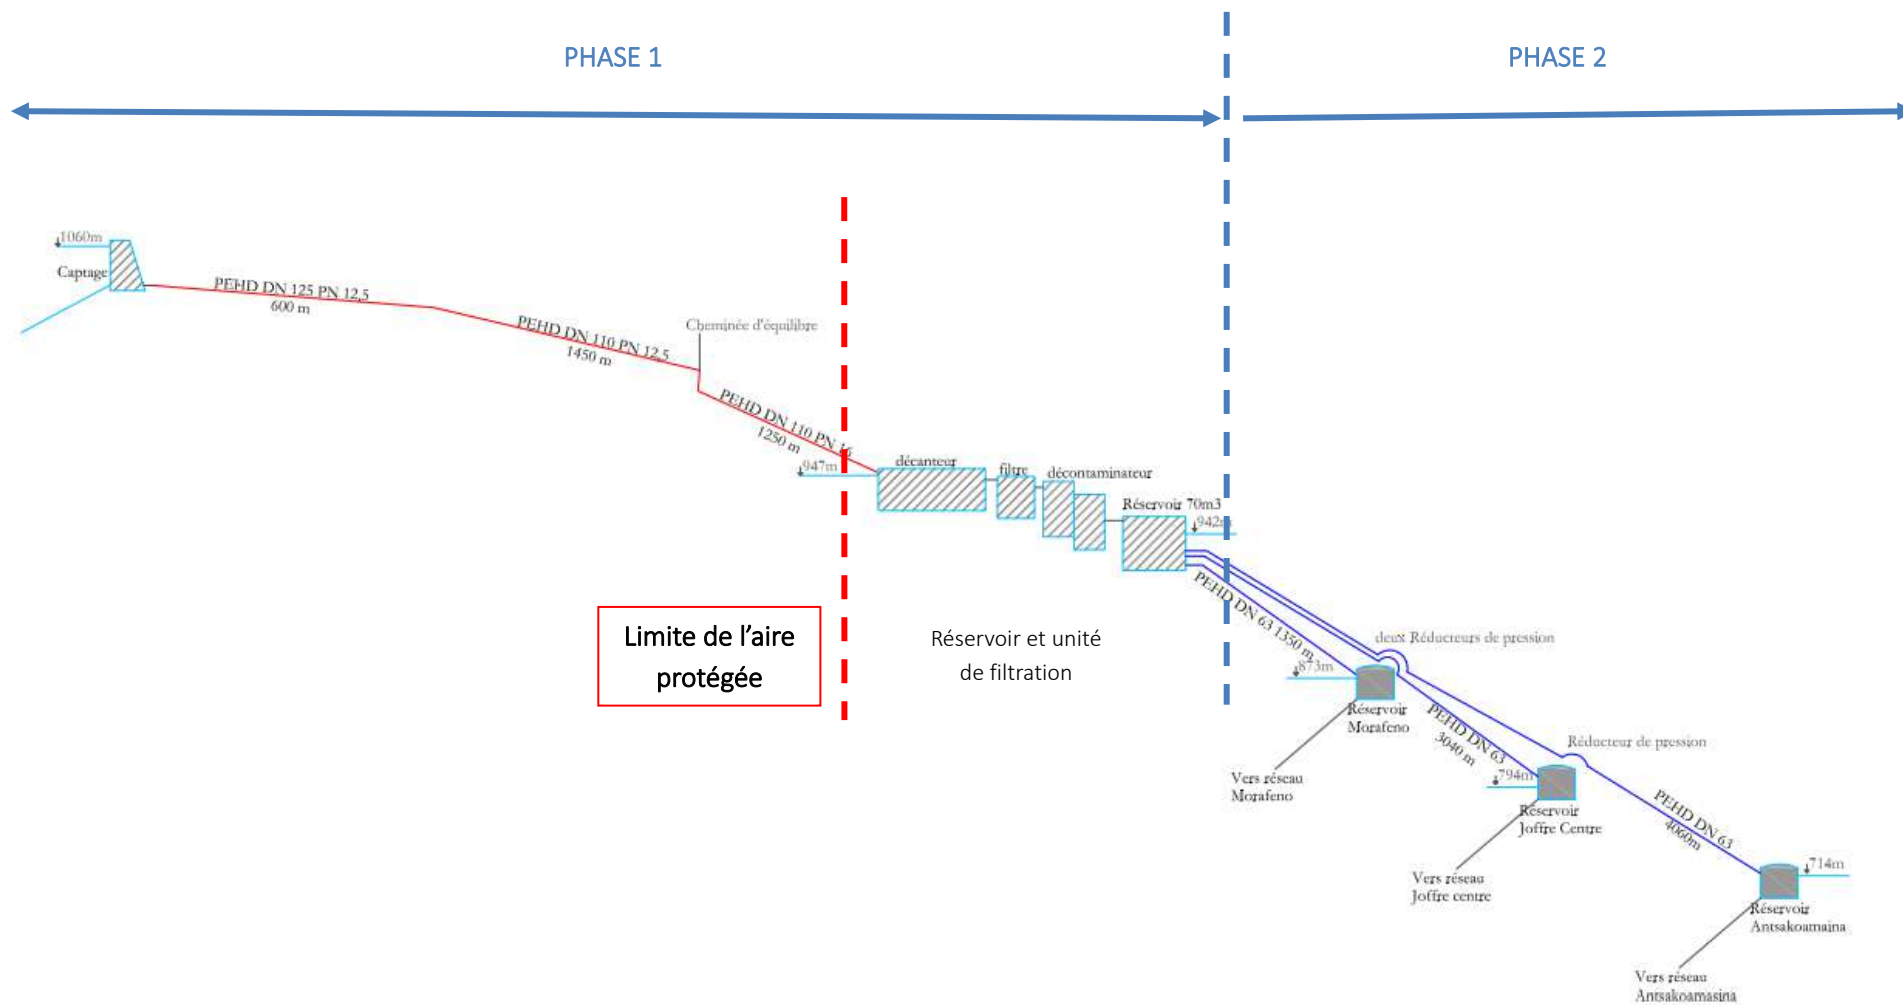 PHASE 1
PHASE 2
1060m
Captage
PEHD DN 125 PN 12,5
600 m
PEHD DN 110 PN 12,5
1450 m
Cheminée d'équilibre
PEHD DN 110 PN 16
1250 m
947m
décanteur
filtre
décontaminateur
Réservoir 70m3
942m
Limite de l'aire
protégée
Réservoir et unité
de filtration
PEHD DN 63 1350 m
deux Réducteurs de pression
873m
Réservoir
Morafeno
Vers réseau
Morafeno
PEHD DN 63
3040 m
Réducteur de pression
794m
Réservoir
Joffre Centre
Vers réseau
Joffre centre
PEHD DN 63
4060m
714m
Réservoir
Antsakoamaina
Vers réseau
Antsakoamasina